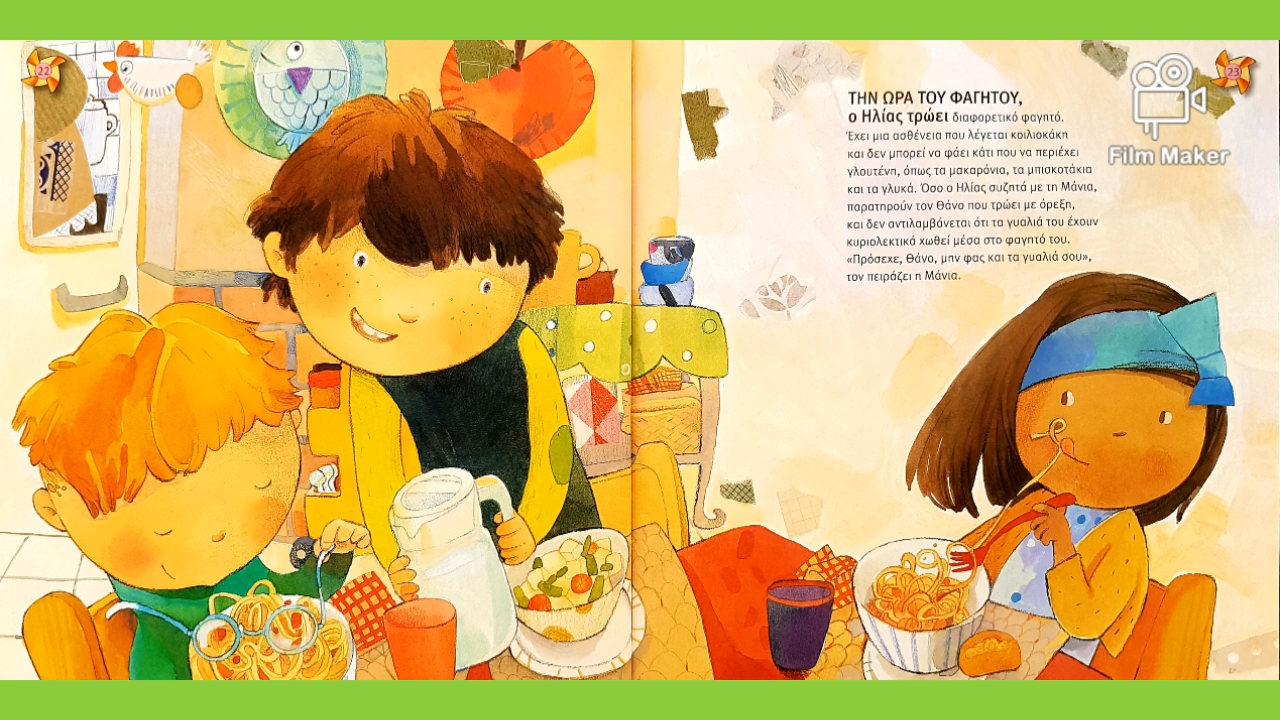 22
23
ΤΗΝ ΩΡΑ ΤΟΥ ΦΑΓΗΤΟΥ,
ο Ηλίας τρώει διαφορετικό φαγητό.
Έχει μια ασθένεια που λέγεται κοιλιοκάκη
και δεν μπορεί να φάει κάτι που να περιέχει
γλουτένη, όπως τα μακαρόνια, τα μπισκοτάκια
και τα γλυκά. Όσο ο Ηλίας συζητά με τη Μάνια,
παρατηρούν τον Θάνο που τρώει με όρεξη,
και δεν αντιλαμβάνεται ότι τα γυαλιά του έχουν
κυριολεκτικά χωθεί μέσα στο φαγητό του.
«Πρόσεχε, Θάνο, μην φας και τα γυαλιά σου»,
τον πειράζει η Μάνια.
Film Maker